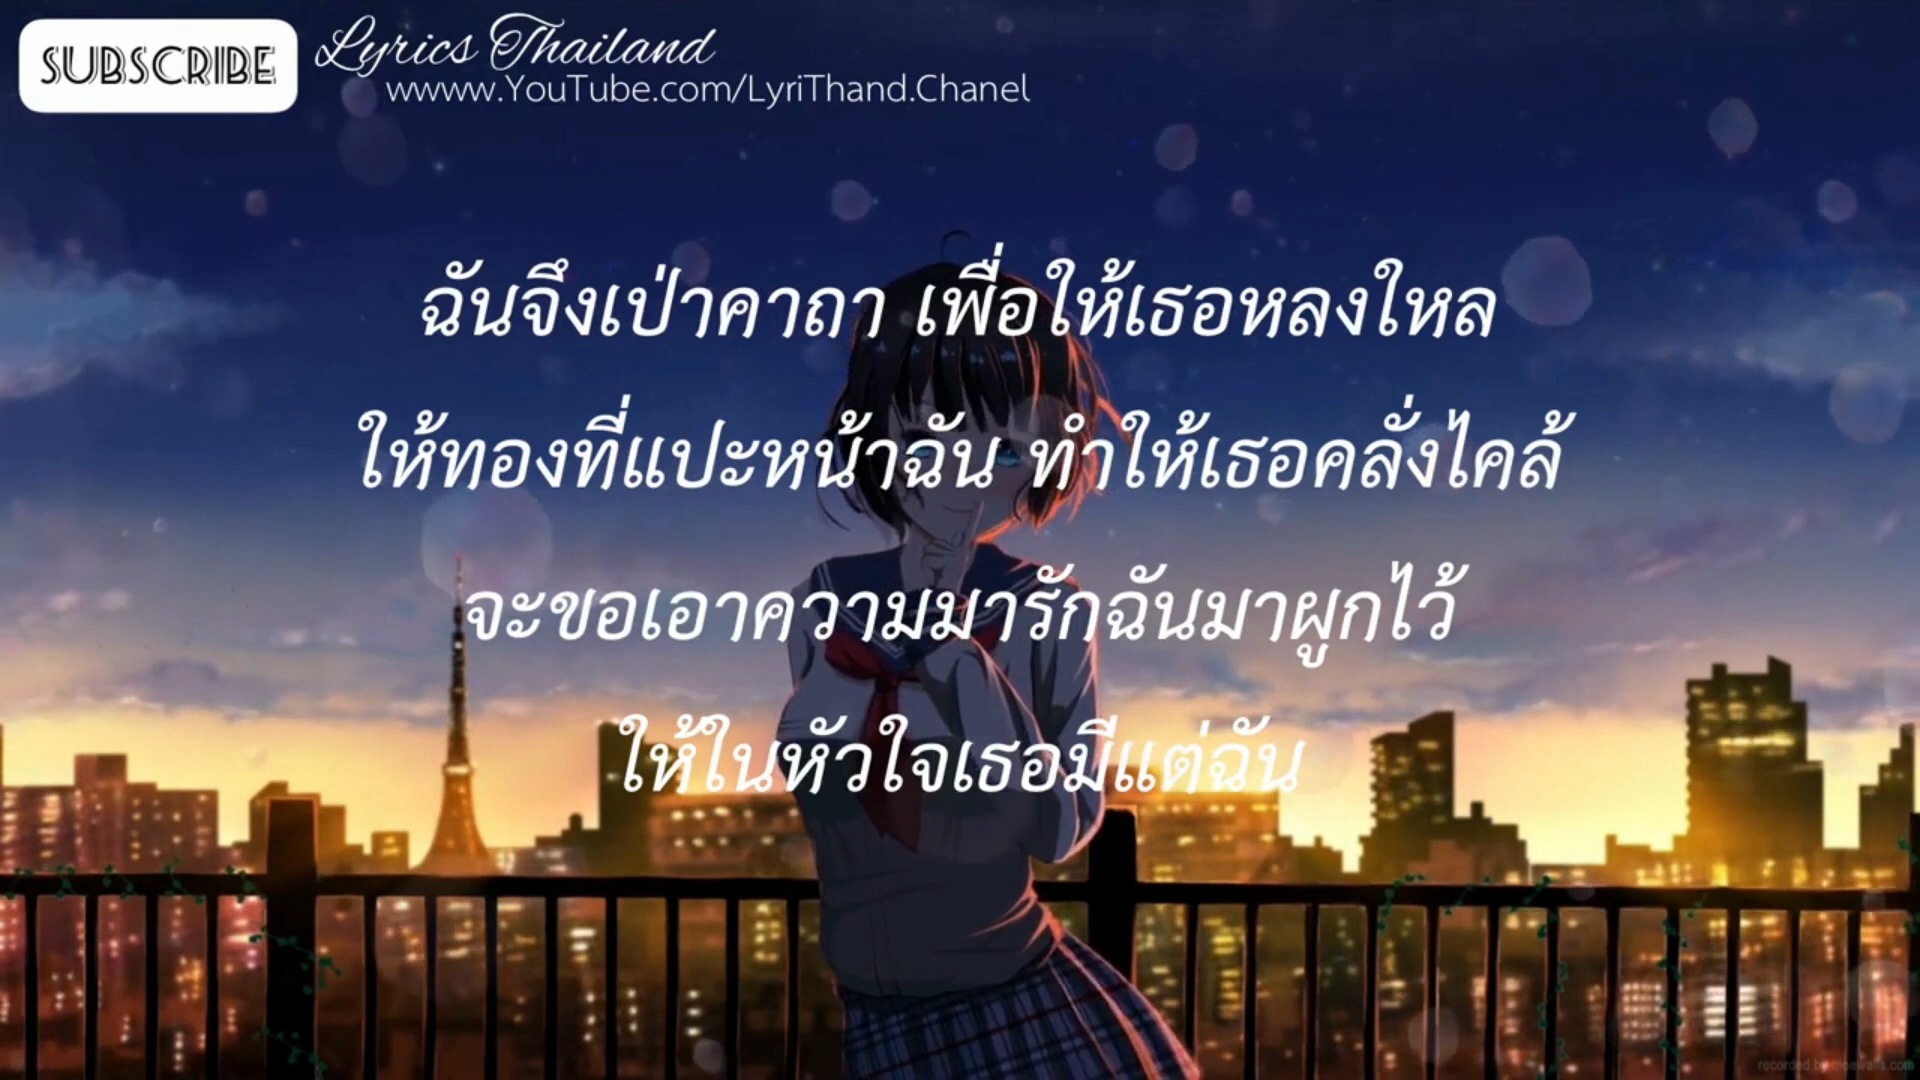 SUBSCRIBE
Lyrics Thailand
wwww.YouTube.com/LyriThand.Chanel
ฉันจึงเป่าคาถา เพื่อให้เธอหลงใหล
ให้ทองที่แปะหน้าฉัน ทำให้เธอคลั่งไคล้
จะขอเอาความมารักฉันมาผูกไว้
ให้ในหัวใจเธอมีแต่ฉัน
recorded by moewalls.com